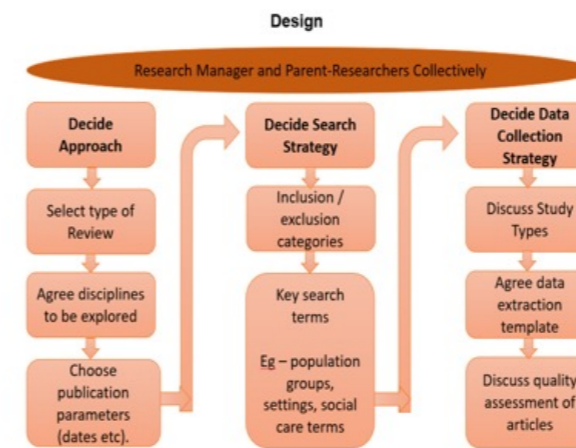 Design
Research Manager and Parent-Researchers Collectively
Decide
Approach
Select type of
Review
Agree disciplines
to be explored
Choose
publication
parameters
(dates etc).
Decide Search
Strategy
Inclusion /
exclusion
categories
Key search
terms
Eg – population
groups,
settings, social
care terms
Decide Data
Collection
Strategy
Discuss Study
Types
Agree data
extraction
template
Discuss quality
assessment of
articles